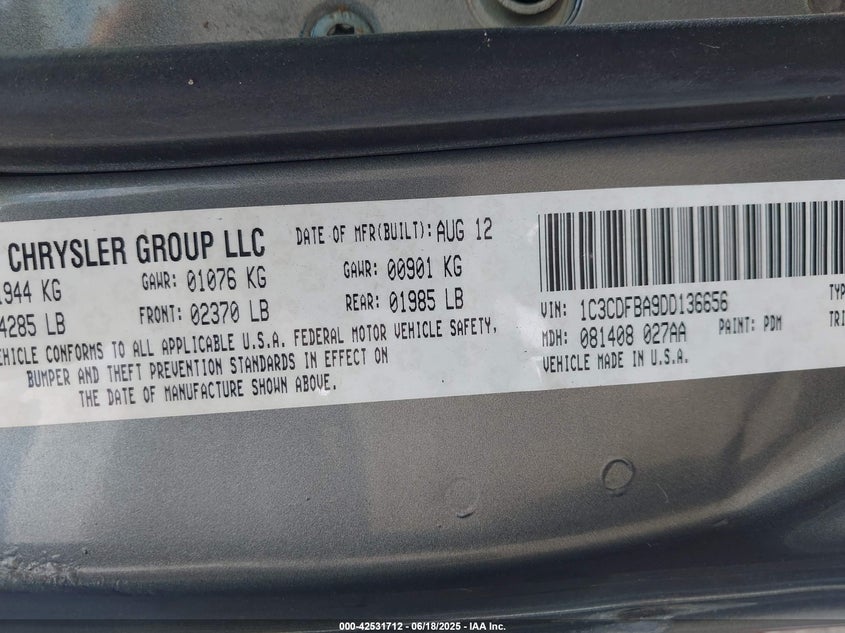 CHRYSLER GROUP LLC
DATE OF MFR(BUILT): AUG 12
1944 KG GAWR: 01076 KG GAWR: 00901 KG
4285 LB FRONT: 02370 LB REAR: 01985 LB
VEHICLE CONFORMS TO ALL APPLICABLE U.S.A. FEDERAL MOTOR VEHICLE SAFETY,
BUMPER AND THEFT PREVENTION STANDARDS IN EFFECT ON
THE DATE OF MANUFACTURE SHOWN ABOVE.
VIN: 1C3CDFBA9DD136656 TYP
MDH: 081408 027AA PAINT: PDM TRI
VEHICLE MADE IN U.S.A.
000-42531712 - 06/18/2025 - IAA Inc.